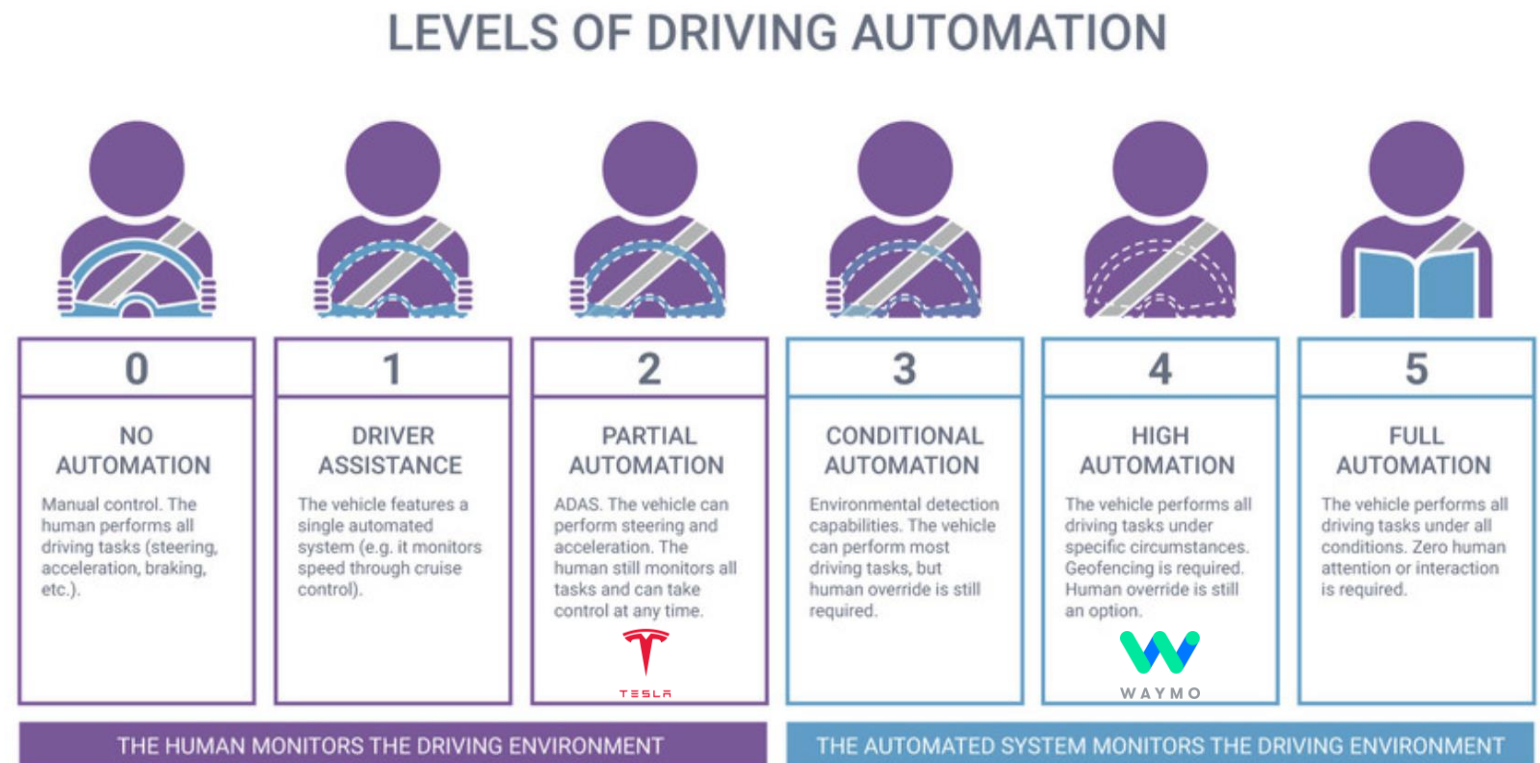 LEVELS OF DRIVING AUTOMATION
0
NO
AUTOMATION
Manual control. The
human performs all
driving tasks (steering,
acceleration, braking,
etc.).
1
DRIVER
ASSISTANCE
The vehicle features a
single automated
system (e.g. it monitors
speed through cruise
control).
2
PARTIAL
AUTOMATION
ADAS. The vehicle can
perform steering and
acceleration. The
human still monitors all
tasks and can take
control at any time.
TESLA
3
CONDITIONAL
AUTOMATION
Environmental detection
capabilities. The vehicle
can perform most
driving tasks, but
human override is still
required.
4
HIGH
AUTOMATION
The vehicle performs all
driving tasks under
specific circumstances.
Geofencing is required.
Human override is still
an option.
WAYMO
5
FULL
AUTOMATION
The vehicle performs all
driving tasks under all
conditions. Zero human
attention or interaction
is required.
THE HUMAN MONITORS THE DRIVING ENVIRONMENT
THE AUTOMATED SYSTEM MONITORS THE DRIVING ENVIRONMENT